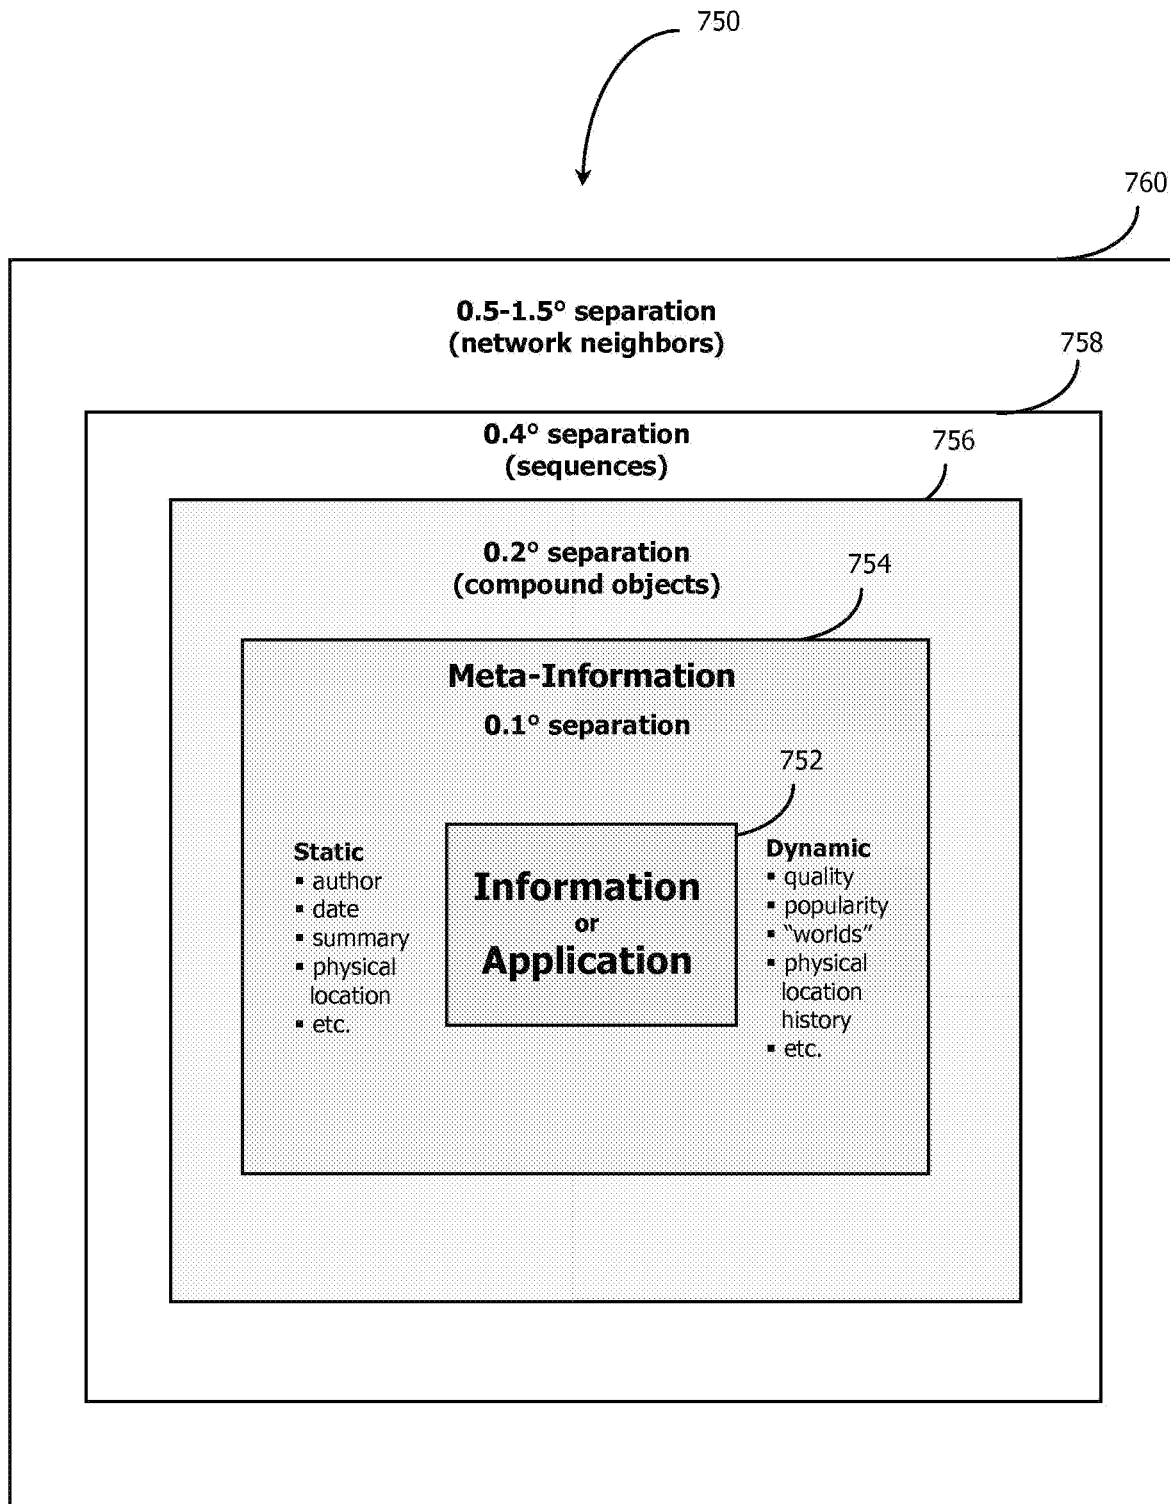 750
760
0.5-1.5° separation
(network neighbors)
758
0.4° separation
(sequences)
756
0.2° separation
(compound objects)
754
Meta-Information
0.1° separation
752
Static
▪ author
▪ date
▪ summary
▪ physical
location
▪ etc.
Information
or
Application
Dynamic
▪ quality
▪ popularity
▪ “worlds”
▪ physical
location
history
▪ etc.